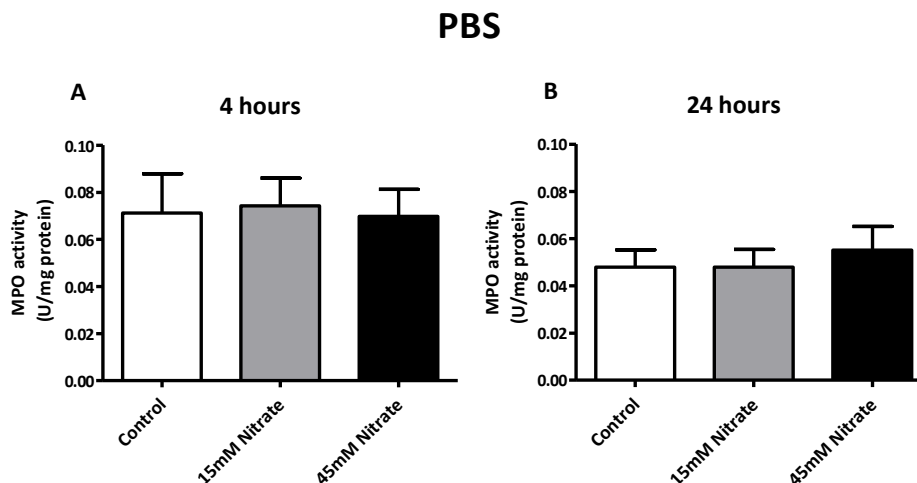 PBS
A
4 hours
MPO activity
(U/mg protein)
0.10
0.08
0.06
0.04
0.02
0.00
Control
15mM Nitrate
45mM Nitrate
B
24 hours
MPO activity
(U/mg protein)
0.10
0.08
0.06
0.04
0.02
0.00
Control
15mM Nitrate
45mM Nitrate